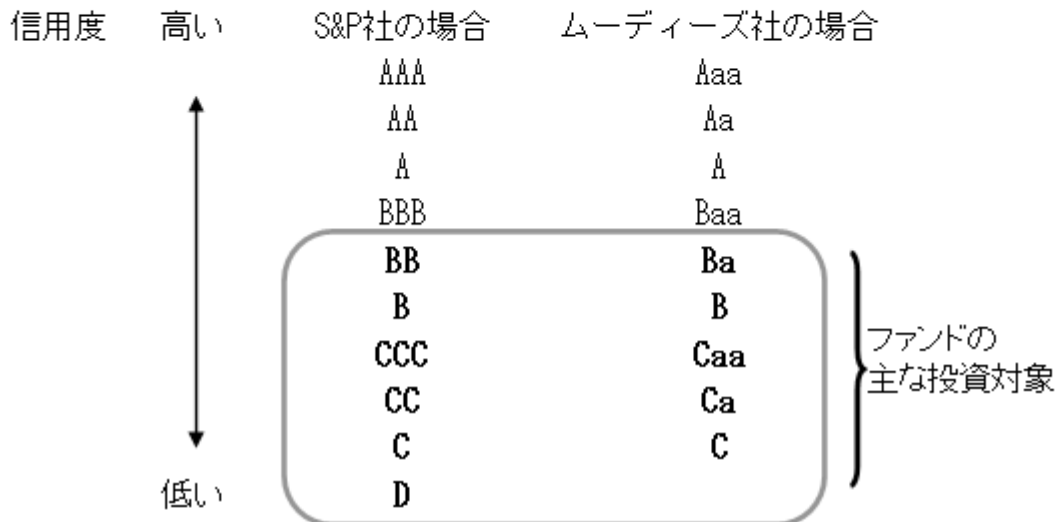 信用度 高い S&P社の場合 ムーディーズ社の場合
AAA Aaa
AA Aa
A A
BBB Baa
BB Ba
B B
CCC Caa
ファンドの
主な投資対象
CC Ca
C C
低い D